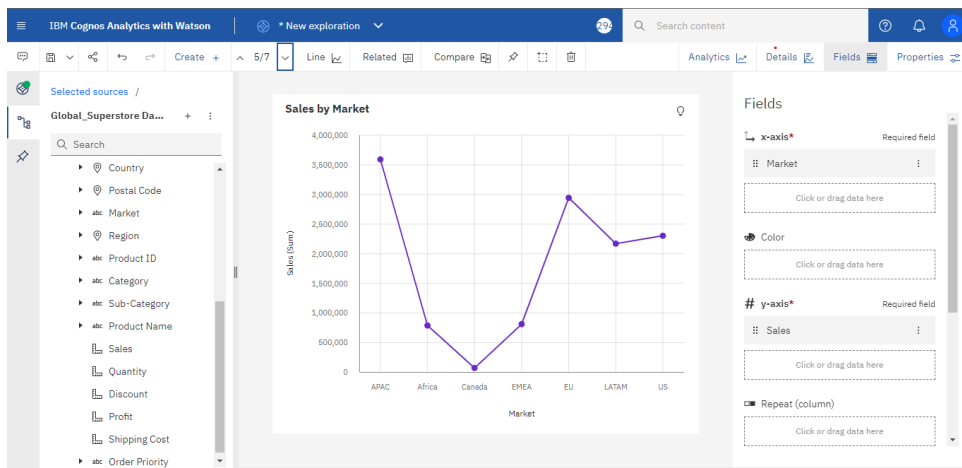 IBM Cognos Analytics with Watson
* New exploration
294
Search content
Create +
5/7
Line
Related
Compare
Analytics
Details
Fields
Properties
Selected sources /
Global_Superstore Da...
Search
Country
Postal Code
abc Market
Region
abc Product ID
abc Category
abc Sub-Category
abc Product Name
Sales
Quantity
Discount
Profit
Shipping Cost
abc Order Priority
Sales by Market
4,000,000
3,500,000
3,000,000
2,500,000
2,000,000
1,500,000
1,000,000
500,000
0
Sales (Sum)
APAC Africa Canada EMEA EU LATAM US
Market
Fields
x-axis* Required field
Market
Click or drag data here
Color
Click or drag data here
# y-axis* Required field
Sales
Click or drag data here
Repeat (column)
Click or drag data here